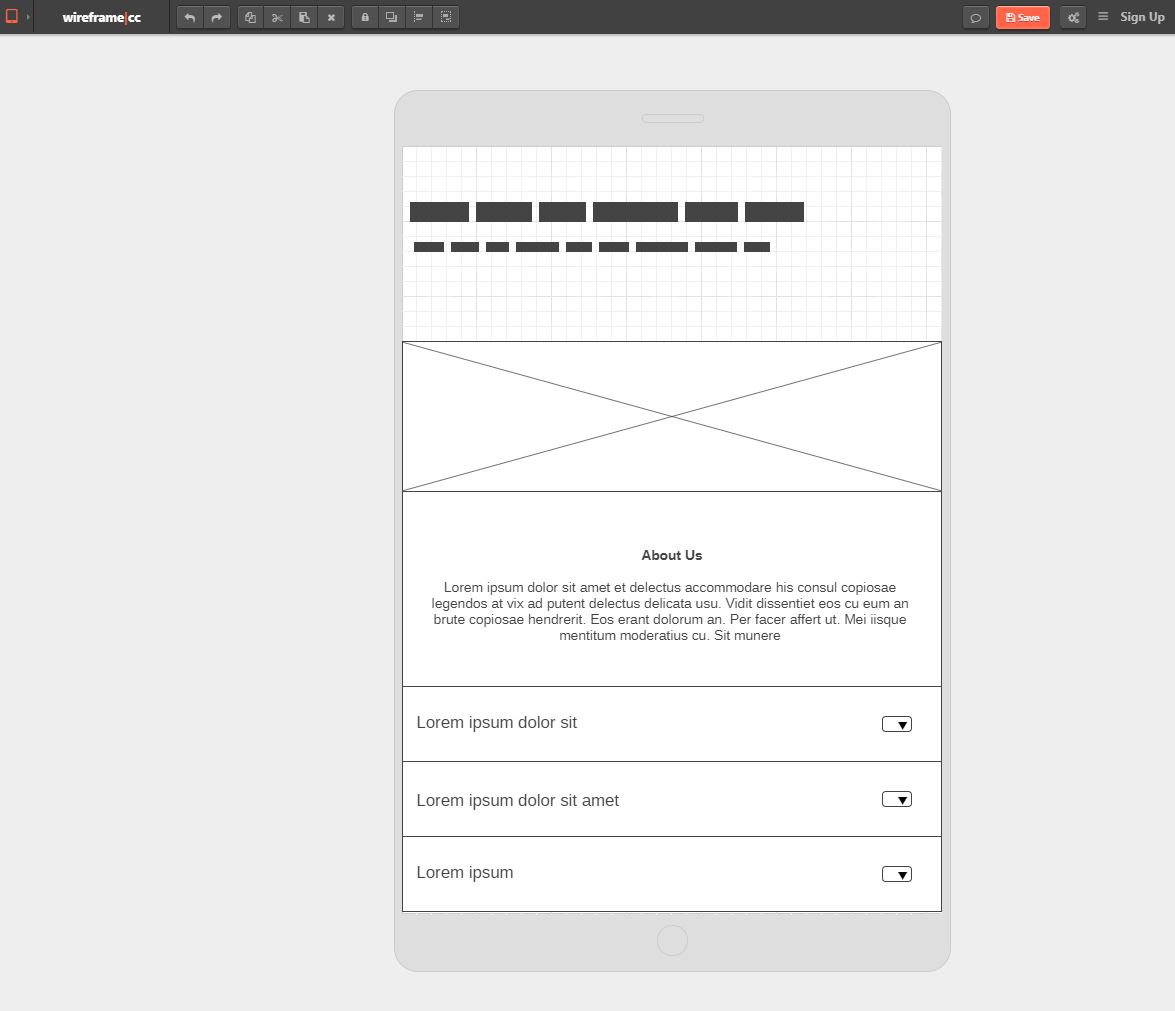 wireframe|cc
Save
Sign Up
About Us
Lorem ipsum dolor sit amet et delectus accommodare his consul copiosae
legendos at vix ad putent delectus delicata usu. Vidit dissentiet eos cu eum an
brute copiosae hendrerit. Eos erant dolorum an. Per facer affert ut. Mei iisque
mentitum moderatius cu. Sit munere
Lorem ipsum dolor sit
Lorem ipsum dolor sit amet
Lorem ipsum